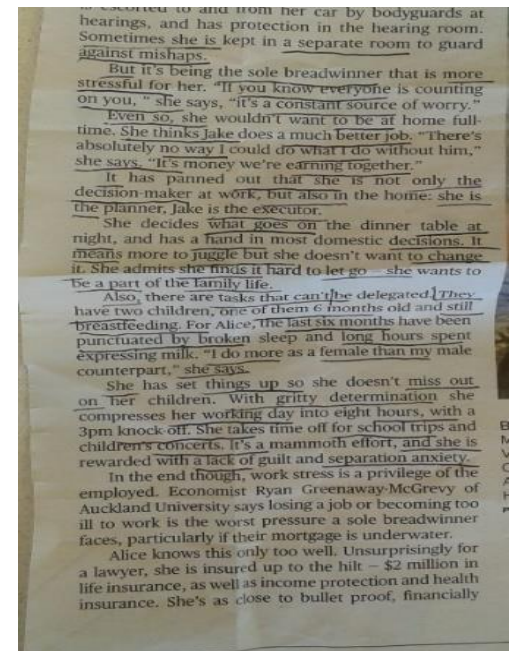 is escorted to and from her car by bodyguards at
hearings, and has protection in the hearing room.
Sometimes she is kept in a separate room to guard
against mishaps.
But it's being the sole breadwinner that is more
stressful for her. "If you know everyone is counting
on you, " she says, "it's a constant source of worry."
Even so, she wouldn't want to be at home full-
time. She thinks Jake does a much better job. "There's
absolutely no way I could do what I do without him,"
she says. "It's money we're earning together."
It has panned out that she is not only the
decision-maker at work, but also in the home: she is
the planner, Jake is the executor.
She decides what goes on the dinner table at
night, and has a hand in most domestic decisions. It
means more to juggle but she doesn't want to change
it. She admits she finds it hard to let go – she wants to
be a part of the family life.
Also, there are tasks that can't be delegated. They
have two children, one of them 6 months old and still
breastfeeding. For Alice, the last six months have been
punctuated by broken sleep and long hours spent
expressing milk. "I do more as a female than my male
counterpart," she says.
She has set things up so she doesn't miss out
on her children. With gritty determination she
compresses her working day into eight hours, with a
3pm knock-off. She takes time off for school trips and
children's concerts. It's a mammoth effort, and she is
rewarded with a lack of guilt and separation anxiety.
In the end though, work stress is a privilege of the
employed. Economist Ryan Greenaway-McGrevy of
Auckland University says losing a job or becoming too
ill to work is the worst pressure a sole breadwinner
faces, particularly if their mortgage is underwater.
Alice knows this only too well. Unsurprisingly for
a lawyer, she is insured up to the hilt – $2 million in
life insurance, as well as income protection and health
insurance. She's as close to bullet proof, financially